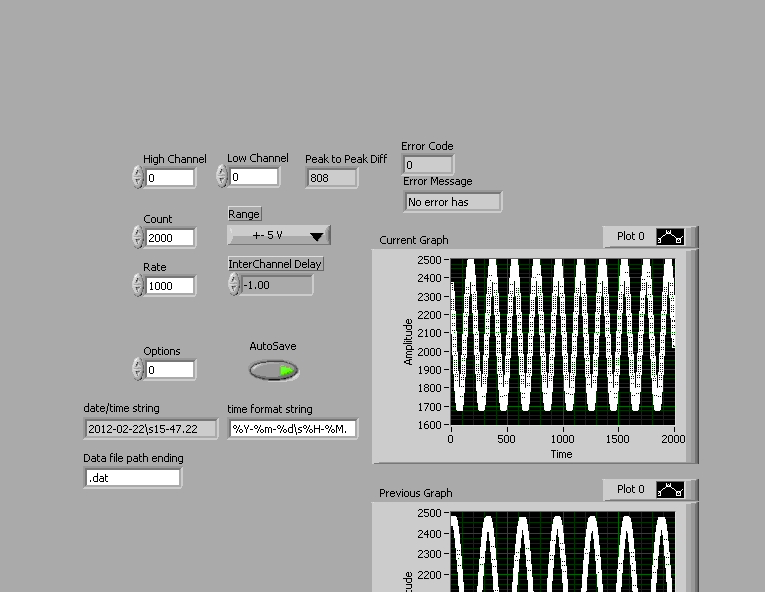 High Channel
0
Low Channel
0
Peak to Peak Diff
808
Error Code
0
Error Message
No error has
Count
2000
Range
+- 5 V
Rate
1000
InterChannel Delay
-1.00
Options
0
AutoSave
date/time string
2012-02-22\s15-47.22
time format string
%Y-%m-%d\s%H-%M.
Data file path ending
.dat
Current Graph
Plot 0
2500
2400
2300
2200
2100
2000
1900
1800
1700
1600
Amplitude
0 500 1000 1500 2000
Time
Previous Graph
Plot 0
2500
2400
2300
2200